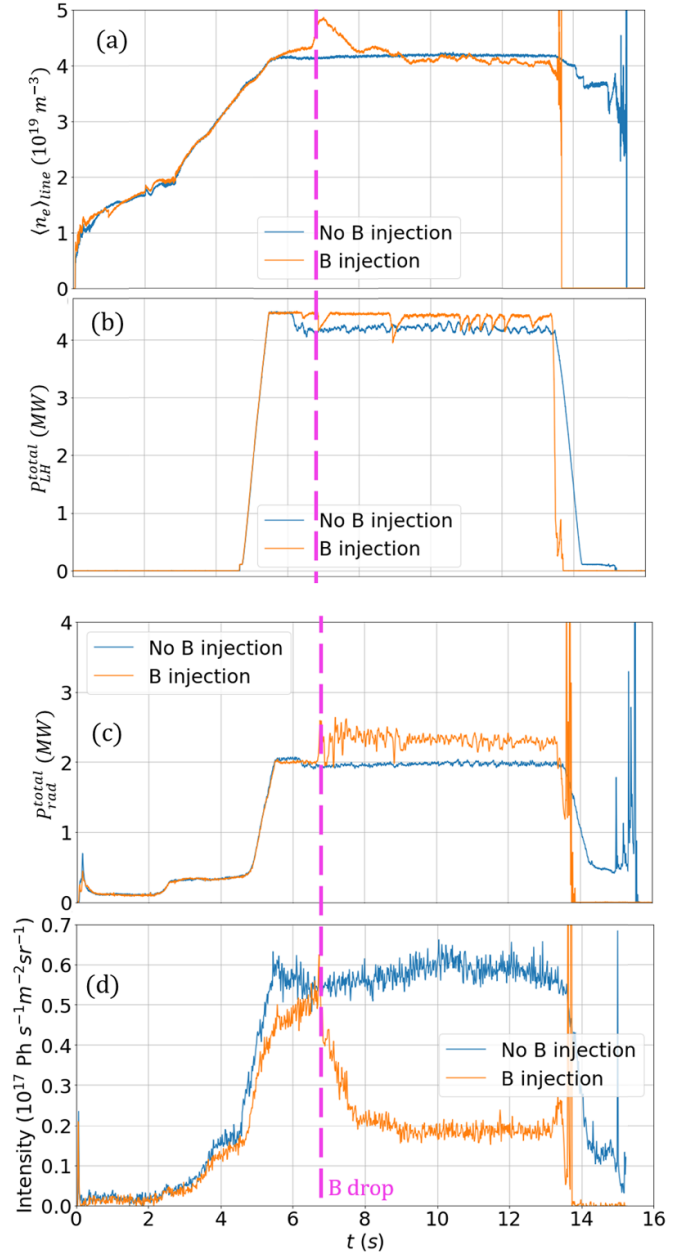 (a)
5
4
3
2
1
0
⟨n_e⟩_line (10^19 m^−3)
No B injection
B injection
(b)
4
3
2
1
0
P_LH^total (MW)
No B injection
B injection
(c)
4
3
2
1
0
P_rad^total (MW)
No B injection
B injection
(d)
0.7
0.6
0.5
0.4
0.3
0.2
0.1
0.0
Intensity (10^17 Ph s^−1m^−2sr^−1)
No B injection
B injection
B drop
0 2 4 6 8 10 12 14 16
t (s)